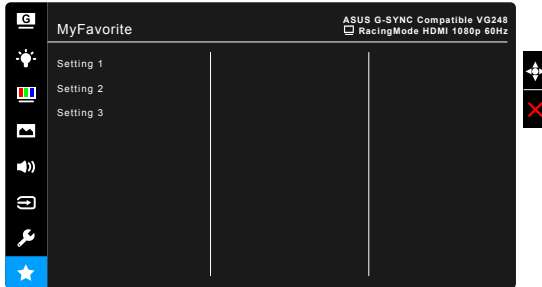 G
MyFavorite
ASUS G-SYNC Compatible VG248
RacingMode HDMI 1080p 60Hz
Setting 1
Setting 2
Setting 3